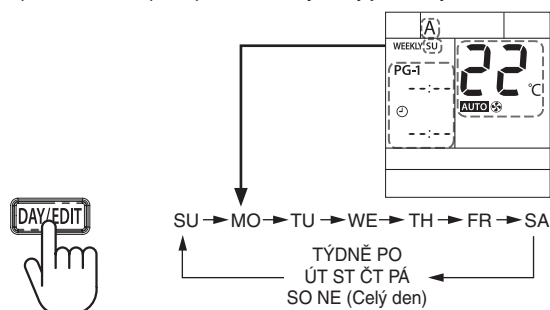 A
WEEKLY SU
22 °C
PG-1
--:--
AUTO
--:--
DAY/EDIT
SU MO TU WE TH FR SA
TÝDNĚ PO
ÚT ST ČT PÁ
SO NE (Celý den)